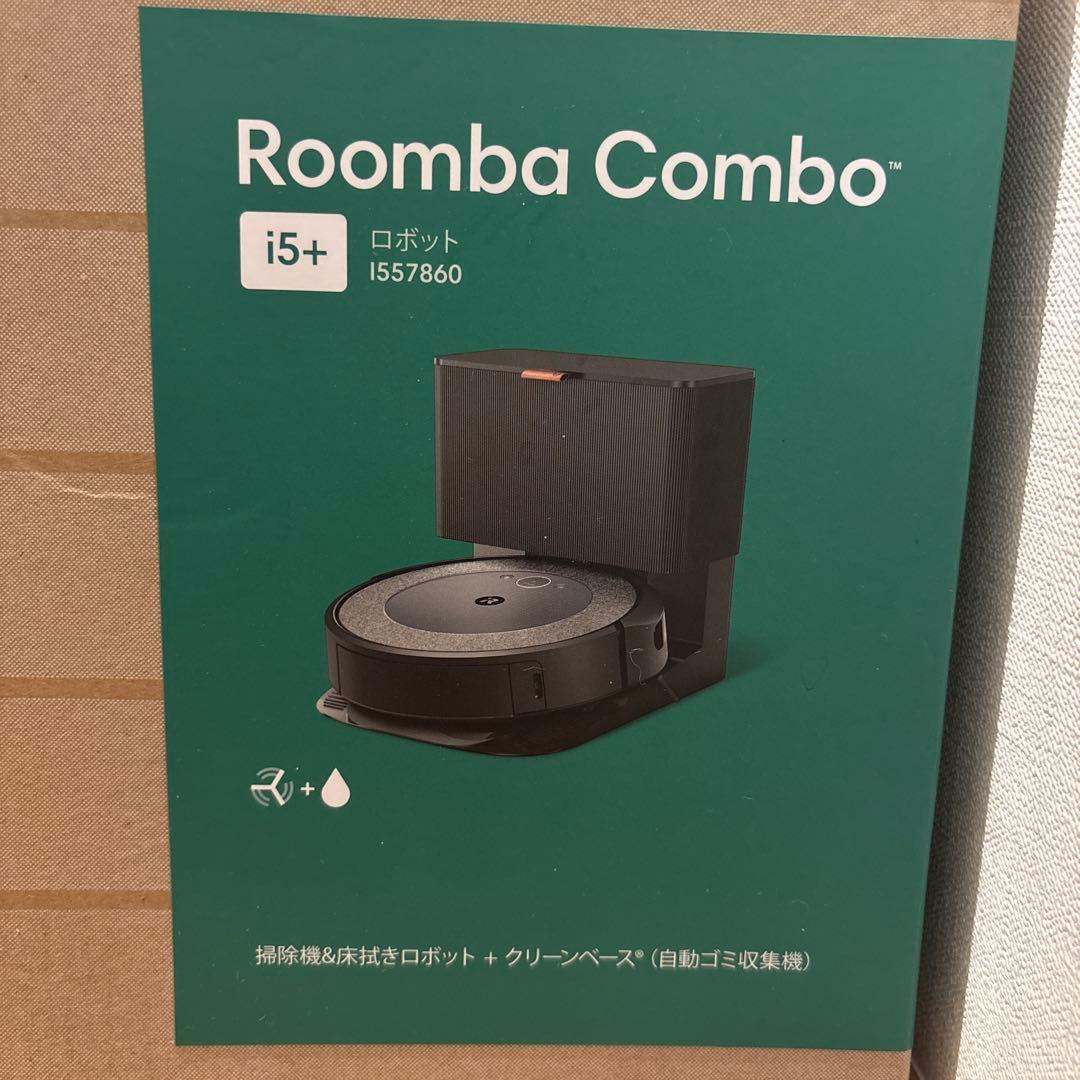 Roomba Combo™
i5+
ロボット
I557860
+
掃除機&床拭きロボット + クリーンベース®（自動ゴミ収集機）